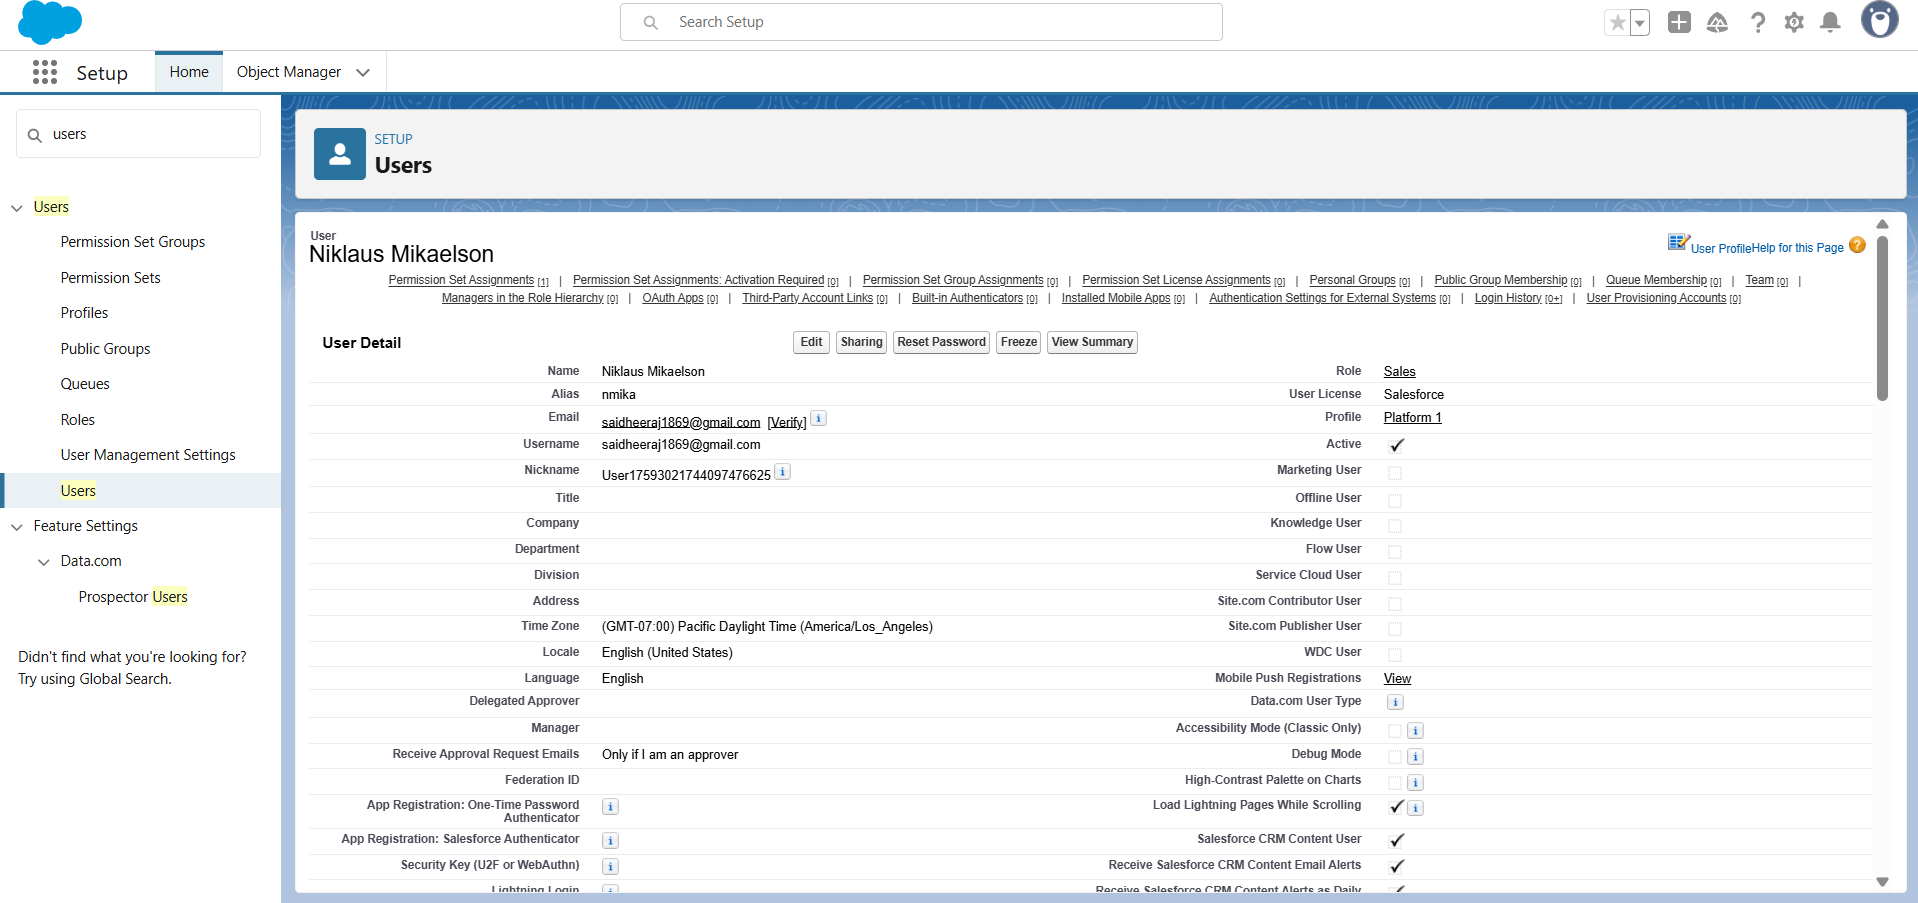 Search Setup
Setup
Home
Object Manager
users
Users
Permission Set Groups
Permission Sets
Profiles
Public Groups
Queues
Roles
User Management Settings
Users
Feature Settings
Data.com
Prospector Users
Didn't find what you're looking for?
Try using Global Search.
SETUP
Users
User
Niklaus Mikaelson
User Profile Help for this Page ?
Permission Set Assignments [1] | Permission Set Assignments: Activation Required [0] | Permission Set Group Assignments [0] | Permission Set License Assignments [0] | Personal Groups [0] | Public Group Membership [0] | Queue Membership [0] | Team [0] |
Managers in the Role Hierarchy [0] | OAuth Apps [0] | Third-Party Account Links [0] | Built-in Authenticators [0] | Installed Mobile Apps [0] | Authentication Settings for External Systems [0] | Login History [0+] | User Provisioning Accounts [0]
User Detail Edit Sharing Reset Password Freeze View Summary
Name Niklaus Mikaelson Role Sales
Alias nmika User License Salesforce
Email saidheeraj1869@gmail.com [Verify] i Profile Platform 1
Username saidheeraj1869@gmail.com Active
Nickname User17593021744097476625 i Marketing User
Title Offline User
Company Knowledge User
Department Flow User
Division Service Cloud User
Address Site.com Contributor User
Time Zone (GMT-07:00) Pacific Daylight Time (America/Los_Angeles) Site.com Publisher User
Locale English (United States) WDC User
Language English Mobile Push Registrations View
Delegated Approver Data.com User Type i
Manager Accessibility Mode (Classic Only) i
Receive Approval Request Emails Only if I am an approver Debug Mode i
Federation ID High-Contrast Palette on Charts i
App Registration: One-Time Password Authenticator i Load Lightning Pages While Scrolling i
App Registration: Salesforce Authenticator i Salesforce CRM Content User
Security Key (U2F or WebAuthn) i Receive Salesforce CRM Content Email Alerts
Lightning Login i Receive Salesforce CRM Content Alerts as Daily